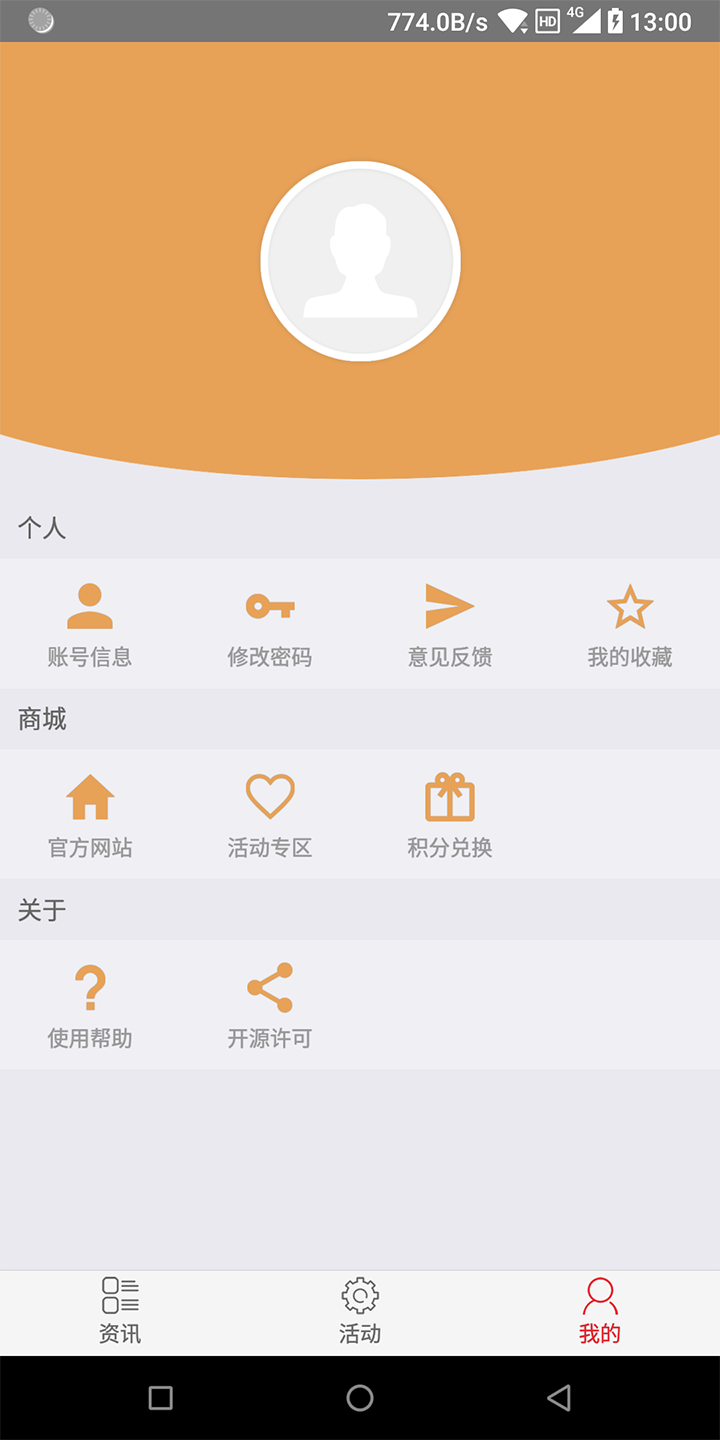 774.0B/s HD 4G 13:00
个人
账号信息 修改密码 意见反馈 我的收藏
商城
官方网站 活动专区 积分兑换
关于
使用帮助 开源许可
资讯 活动 我的